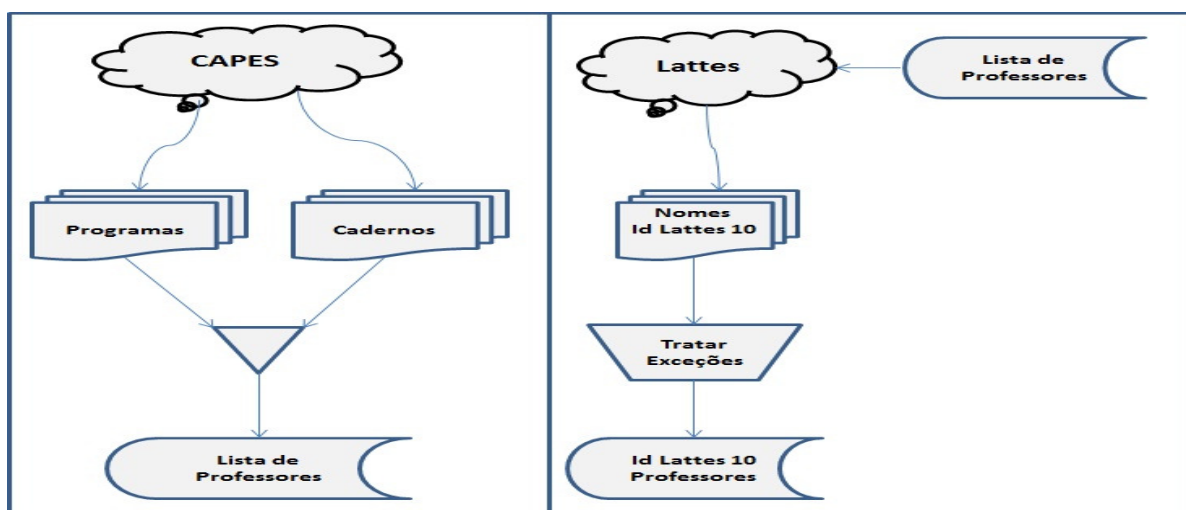 CAPES
Programas
Cadernos
Lista de
Professores
Lattes
Lista de
Professores
Nomes
Id Lattes 10
Tratar
Exceções
Id Lattes 10
Professores